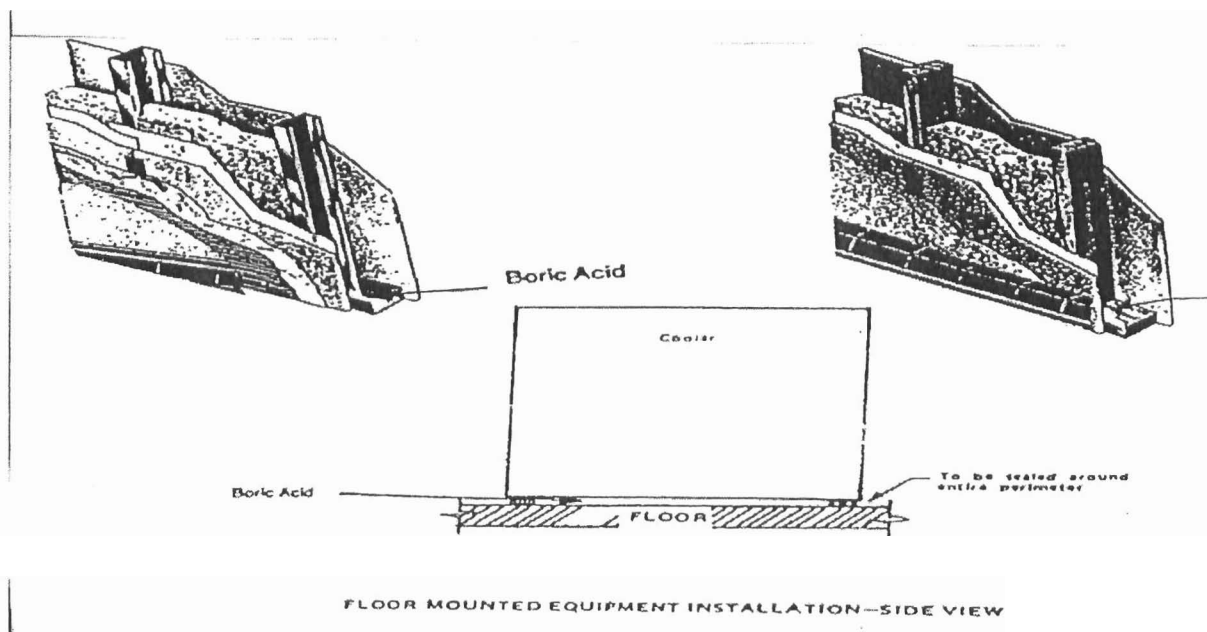 Boric Acid
Cooler
Boric Acid
To be sealed around
entire perimeter
FLOOR
FLOOR MOUNTED EQUIPMENT INSTALLATION—SIDE VIEW